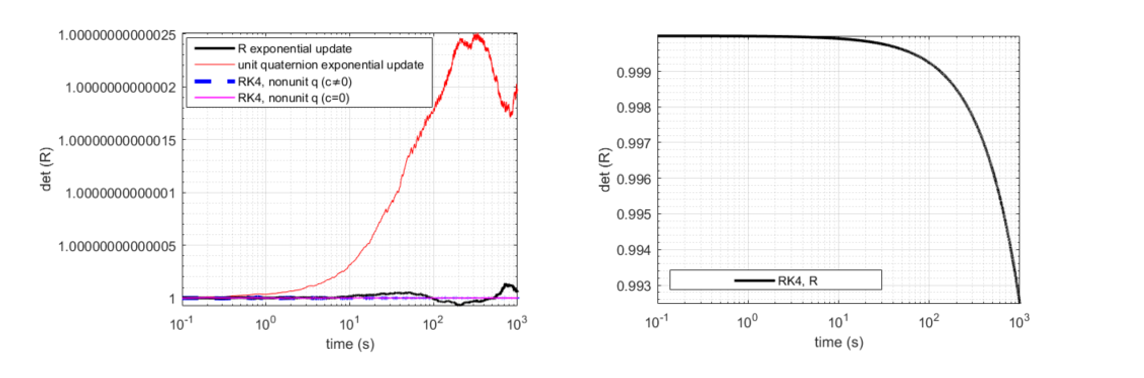 1.00000000000025
1.0000000000002
1.00000000000015
1.0000000000001
1.00000000000005
1
det (R)
R exponential update
unit quaternion exponential update
RK4, nonunit q (c≠0)
RK4, nonunit q (c=0)
10-1
100
101
102
103
time (s)
0.999
0.998
0.997
0.996
0.995
0.994
0.993
det (R)
RK4, R
10-1
100
101
102
103
time (s)